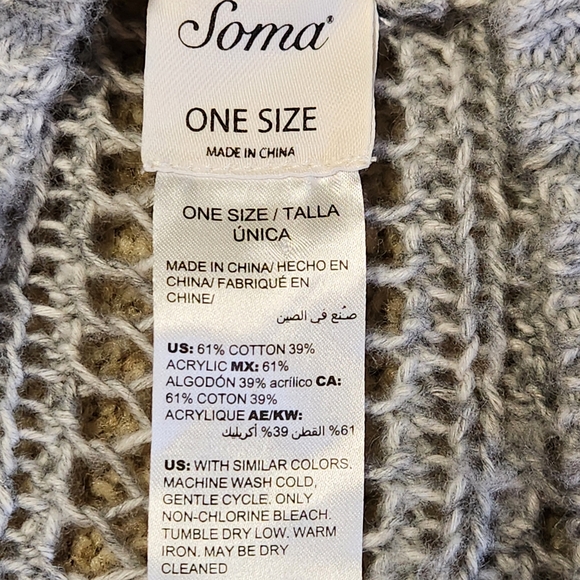 Soma®
ONE SIZE
MADE IN CHINA
ONE SIZE / TALLA
ÚNICA
MADE IN CHINA/ HECHO EN
CHINA/ FABRIQUÉ EN
CHINE/
صُنع في الصين
US: 61% COTTON 39%
ACRYLIC MX: 61%
ALGODÓN 39% acrílico CA:
61% COTON 39%
ACRYLIQUE AE/KW:
61% القطن 39% أكريليك
US: WITH SIMILAR COLORS.
MACHINE WASH COLD,
GENTLE CYCLE. ONLY
NON-CHLORINE BLEACH.
TUMBLE DRY LOW. WARM
IRON. MAY BE DRY
CLEANED